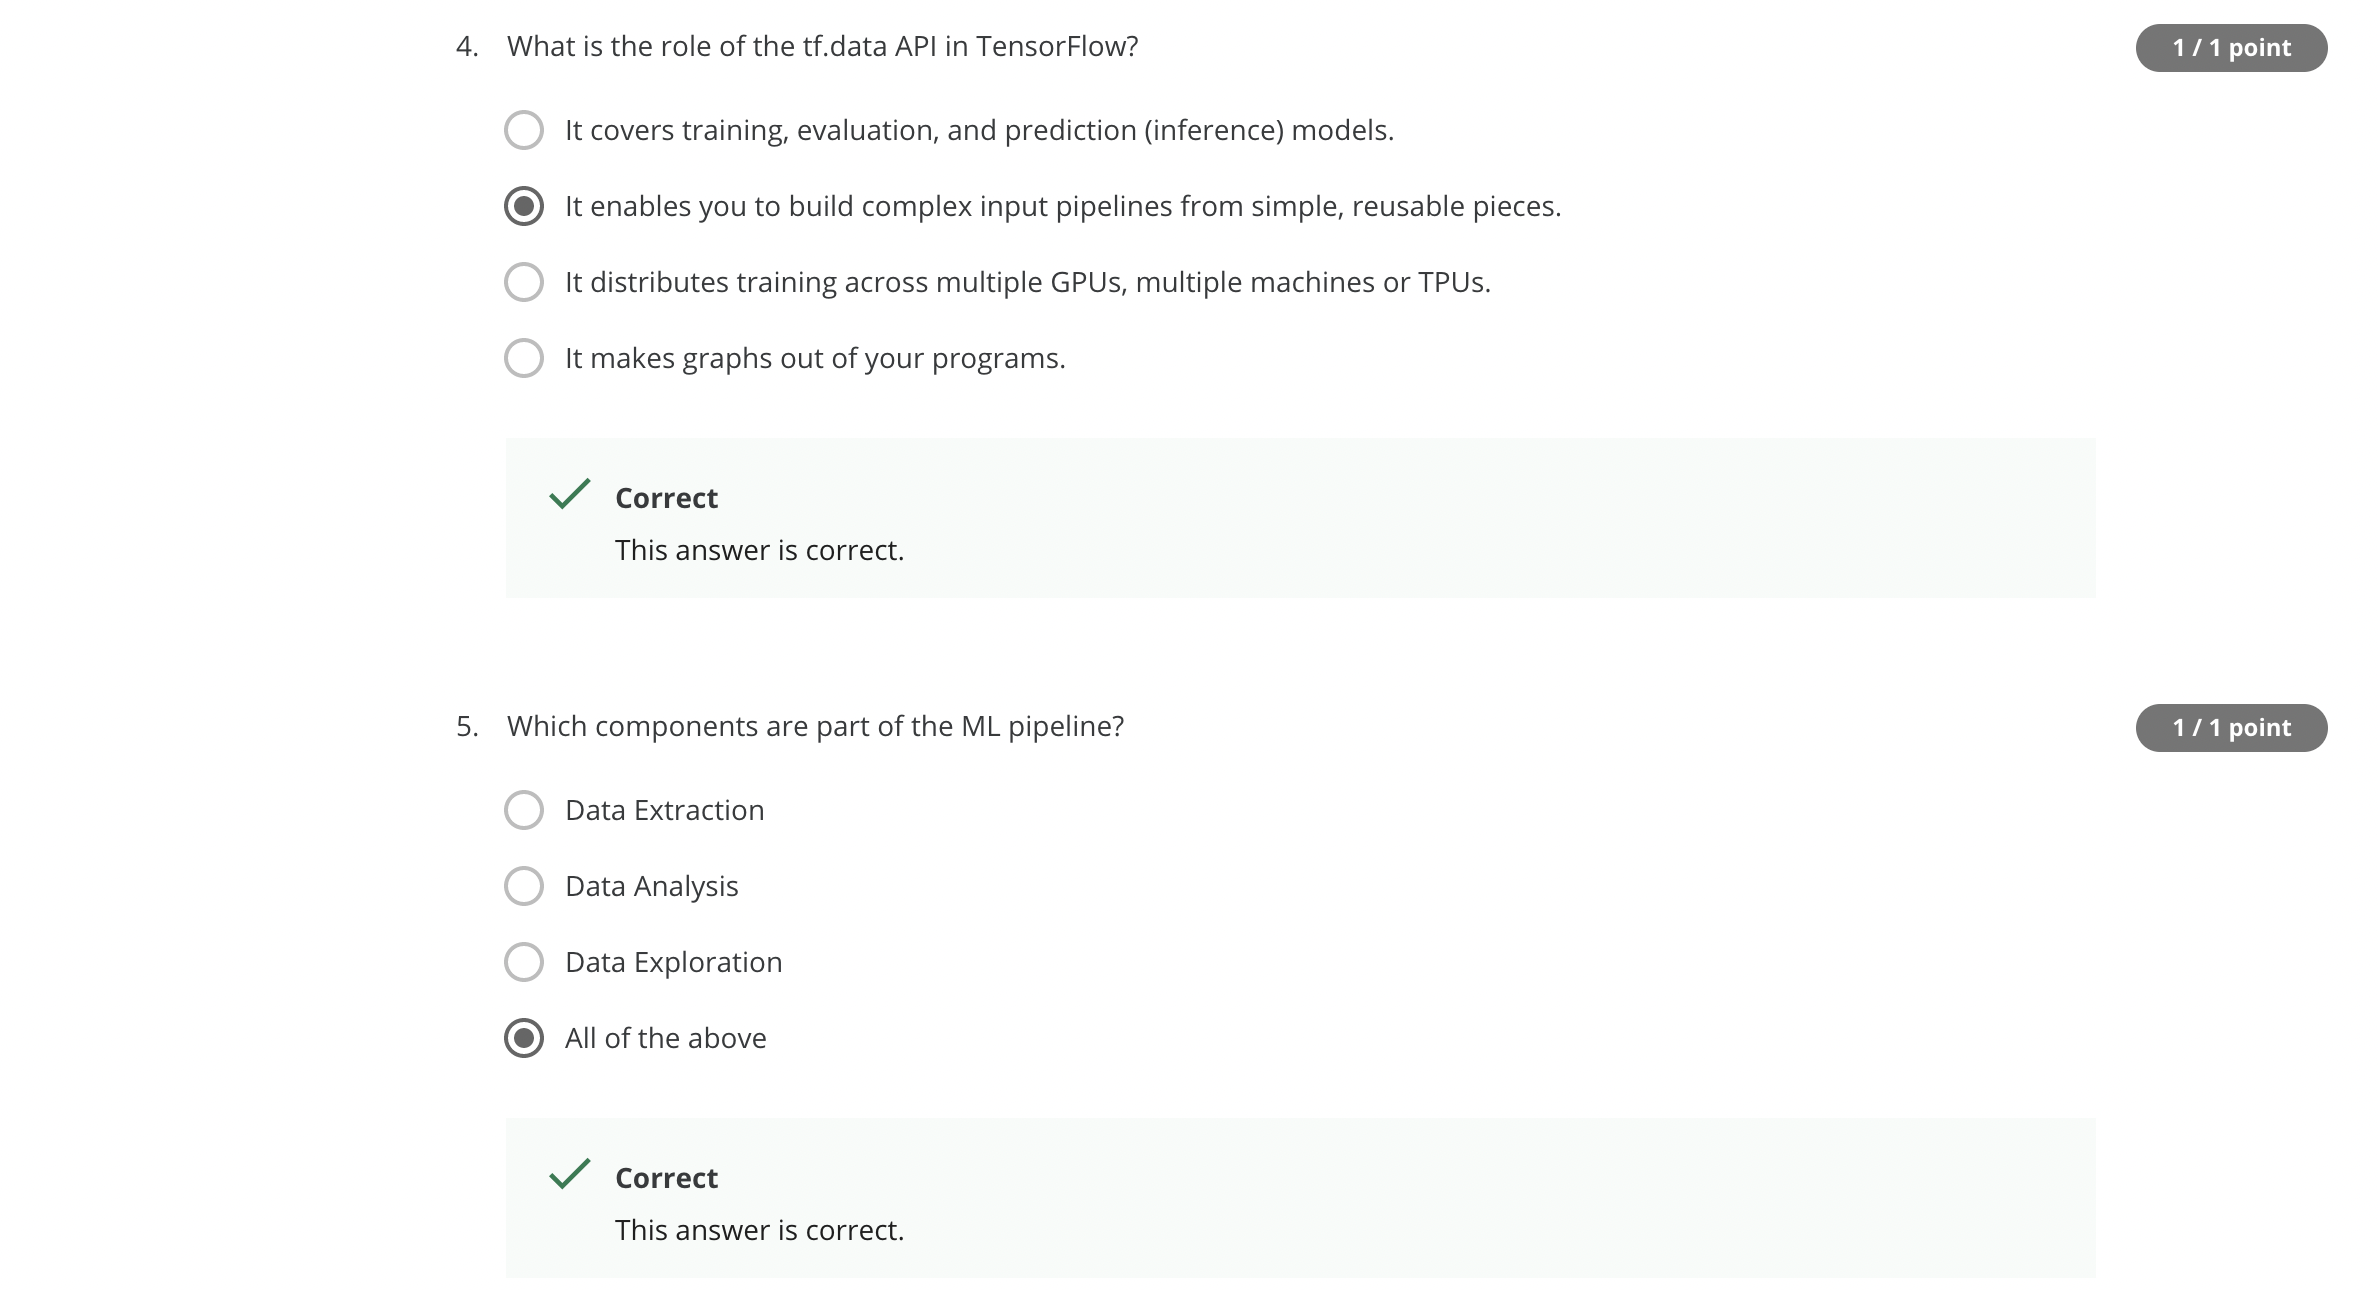 4. What is the role of the tf.data API in TensorFlow?
1 / 1 point
It covers training, evaluation, and prediction (inference) models.
It enables you to build complex input pipelines from simple, reusable pieces.
It distributes training across multiple GPUs, multiple machines or TPUs.
It makes graphs out of your programs.
Correct
This answer is correct.
5. Which components are part of the ML pipeline?
1 / 1 point
Data Extraction
Data Analysis
Data Exploration
All of the above
Correct
This answer is correct.